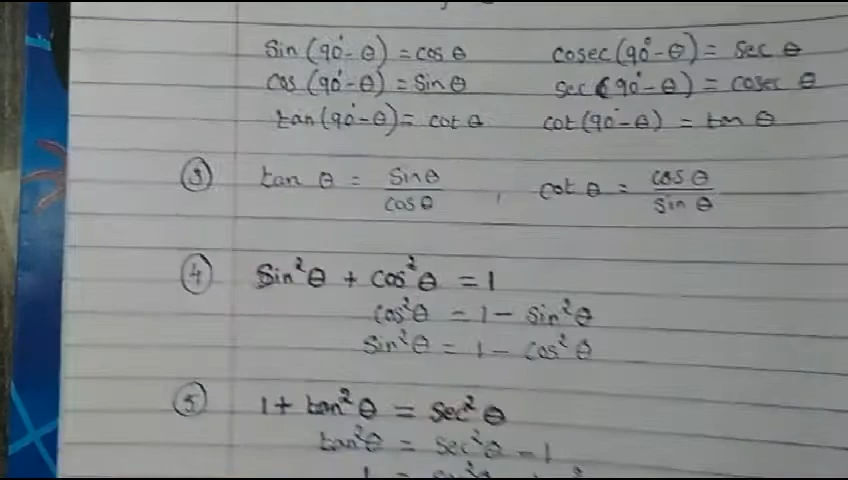 sin (90° - θ) = cos θ    cosec (90° - θ) = sec θ
cos (90° - θ) = sin θ    sec (90° - θ) = cosec θ
tan (90° - θ) = cot θ    cot (90° - θ) = tan θ
③ tan θ = sin θ / cos θ , cot θ = cos θ / sin θ
④ sin²θ + cos²θ = 1
cos²θ = 1 - sin²θ
sin²θ = 1 - cos²θ
⑤ 1 + tan²θ = sec²θ
tan²θ = sec²θ - 1